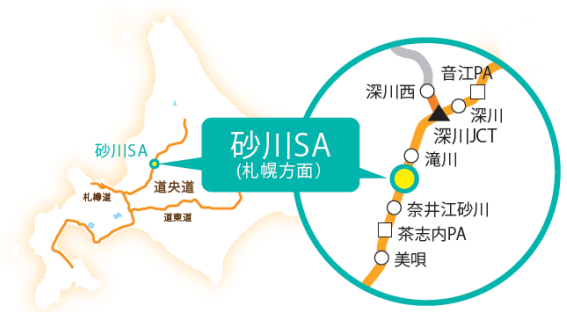 砂川SA
札樽道
道央道
道東道
砂川SA
(札幌方面)
音江PA
深川西
深川
深川JCT
滝川
奈井江砂川
茶志内PA
美唄